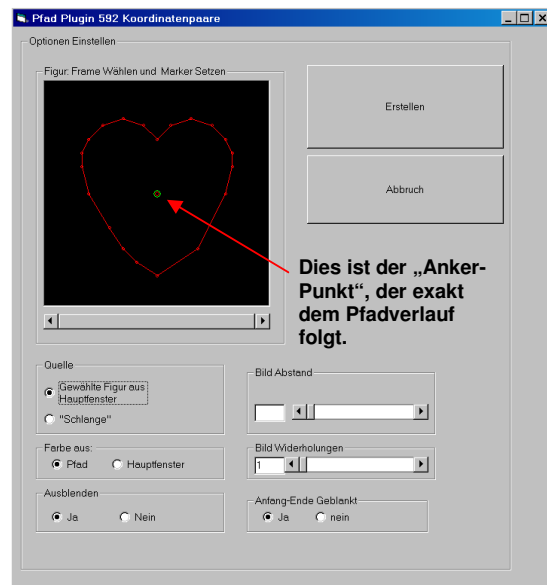 Pfad Plugin 592 Koordinatenpaare
Optionen Einstellen
Figur: Frame Wählen und Marker Setzen
Erstellen
Abbruch
Dies ist der „Anker-
Punkt“, der exakt
dem Pfadverlauf
folgt.
Quelle
Gewählte Figur aus
Hauptfenster
"Schlange"
Bild Abstand
Farbe aus:
Pfad
Hauptfenster
Bild Widerholungen
1
Ausblenden
Ja
Nein
Anfang-Ende Geblankt
Ja
nein